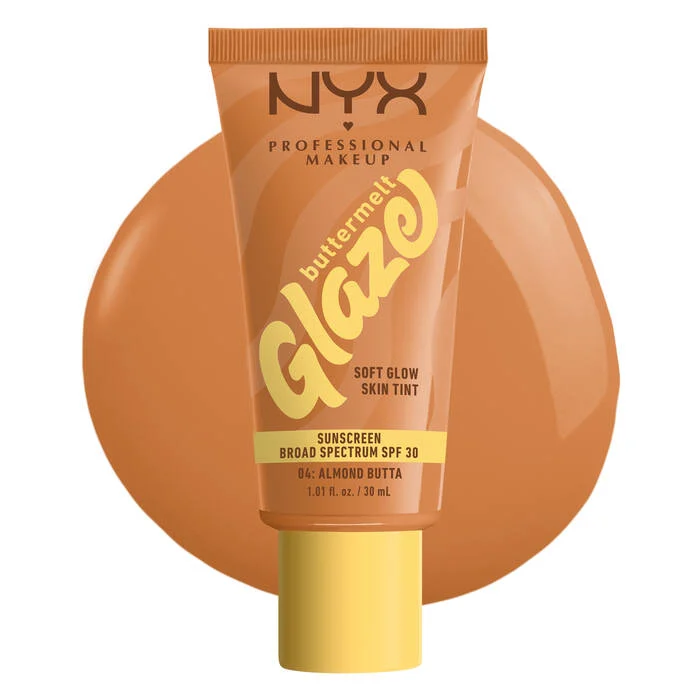 NYX
PROFESSIONAL
MAKEUP
buttermelt
Glaze
SOFT GLOW
SKIN TINT
SUNSCREEN
BROAD SPECTRUM SPF 30
04: ALMOND BUTTA
1.01 fl. oz. / 30 mL